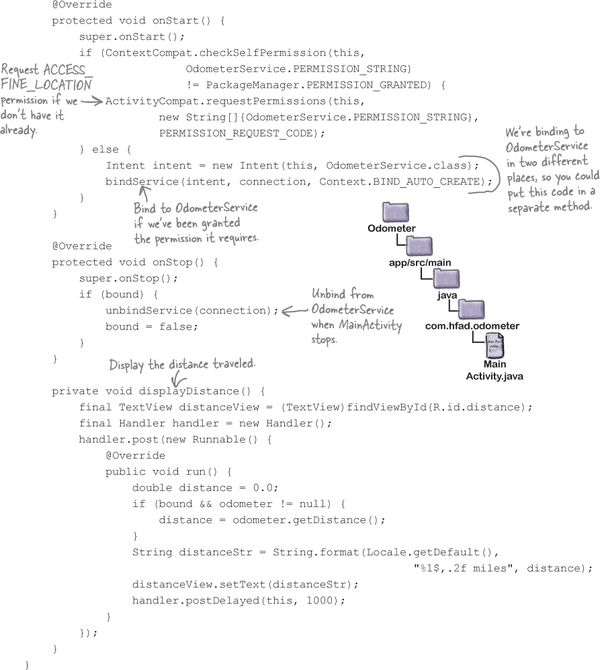 @Override
protected void onStart() {
super.onStart();
if (ContextCompat.checkSelfPermission(this,
OdometerService.PERMISSION_STRING)
!= PackageManager.PERMISSION_GRANTED) {
ActivityCompat.requestPermissions(this,
new String[]{OdometerService.PERMISSION_STRING},
PERMISSION_REQUEST_CODE);
Request ACCESS_
FINE_LOCATION
permission if we
don't have it
already.
} else {
Intent intent = new Intent(this, OdometerService.class);
bindService(intent, connection, Context.BIND_AUTO_CREATE);
}
}
We're binding to
OdometerService
in two different
places, so you could
put this code in a
separate method.
Bind to OdometerService
if we've been granted
the permission it requires.
@Override
protected void onStop() {
super.onStop();
if (bound) {
unbindService(connection);
bound = false;
}
}
Unbind from
OdometerService
when MainActivity
stops.
Odometer
app/src/main
java
com.hfad.odometer
Main
Activity.java
Display the distance traveled.
private void displayDistance() {
final TextView distanceView = (TextView)findViewById(R.id.distance);
final Handler handler = new Handler();
handler.post(new Runnable() {
@Override
public void run() {
double distance = 0.0;
if (bound && odometer != null) {
distance = odometer.getDistance();
}
String distanceStr = String.format(Locale.getDefault(),
"%1$,.2f miles", distance);
distanceView.setText(distanceStr);
handler.postDelayed(this, 1000);
}
});
}
}